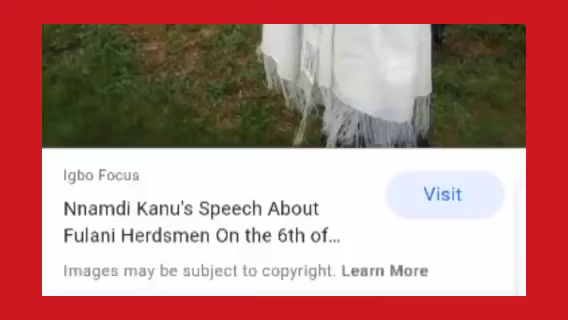 Igbo Focus
Visit
Nnamdi Kanu's Speech About
Fulani Herdsmen On the 6th of...
Images may be subject to copyright. Learn More